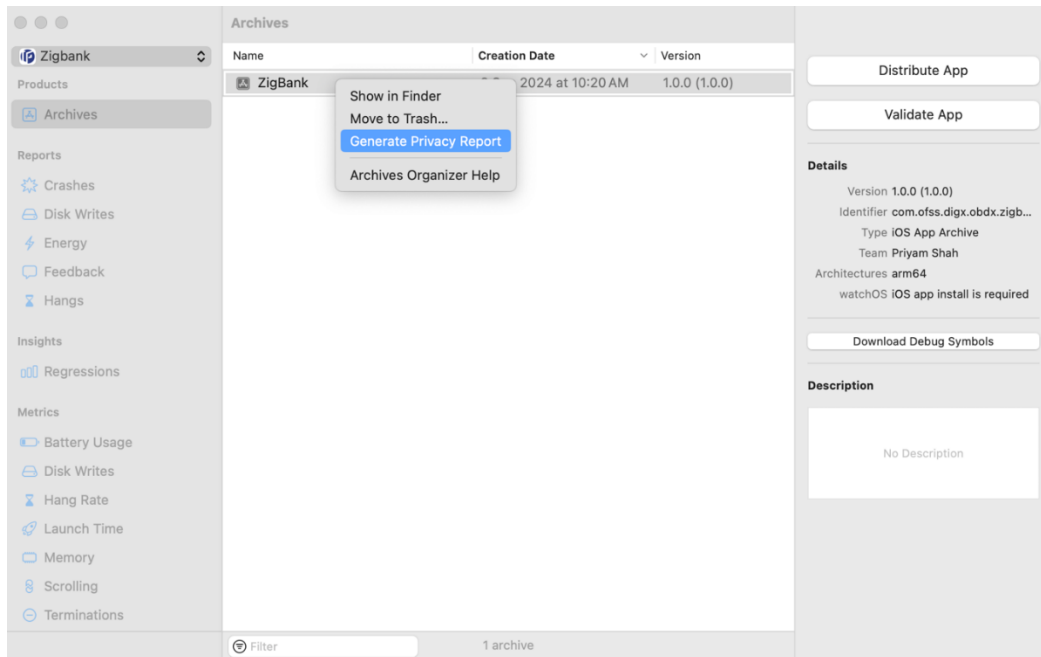 Archives
Zigbank
Products
Archives
Reports
Crashes
Disk Writes
Energy
Feedback
Hangs
Insights
Regressions
Metrics
Battery Usage
Disk Writes
Hang Rate
Launch Time
Memory
Scrolling
Terminations
Name Creation Date Version
ZigBank 2024 at 10:20 AM 1.0.0 (1.0.0)
Show in Finder
Move to Trash...
Generate Privacy Report
Archives Organizer Help
Filter
1 archive
Distribute App
Validate App
Details
Version 1.0.0 (1.0.0)
Identifier com.ofss.digx.obdx.zigb...
Type iOS App Archive
Team Priyam Shah
Architectures arm64
watchOS iOS app install is required
Download Debug Symbols
Description
No Description